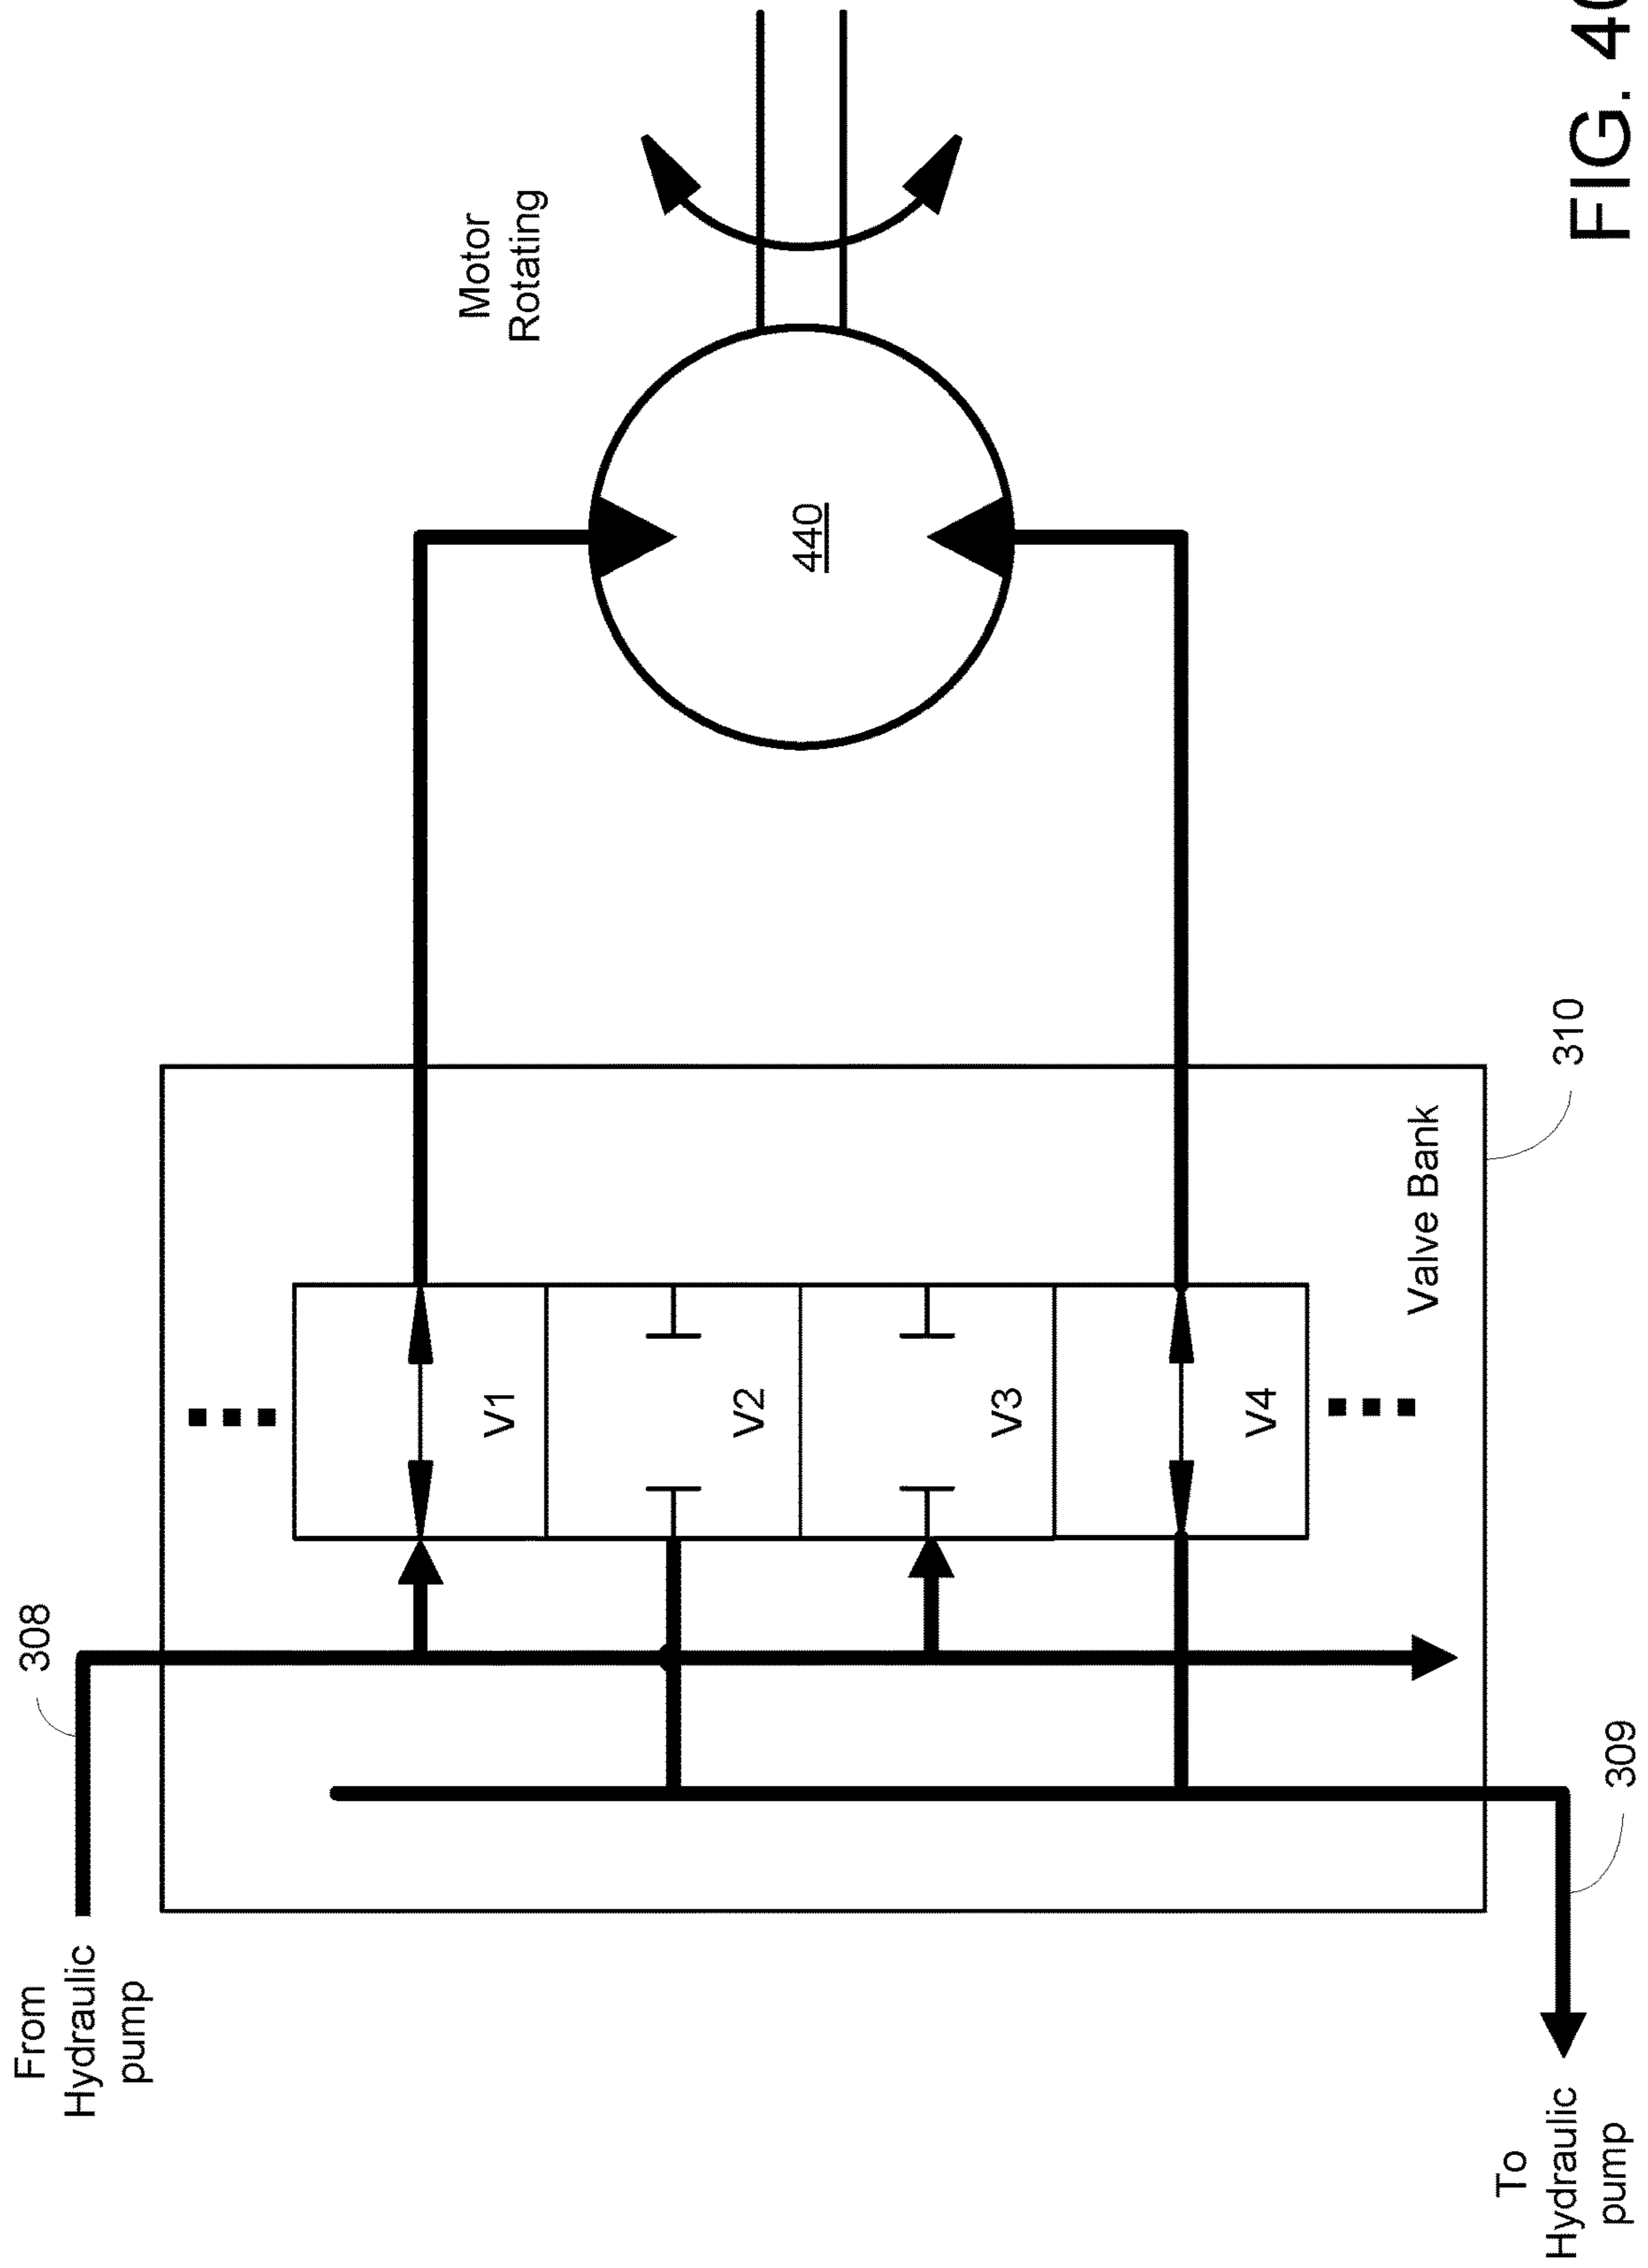 From
Hydraulic
pump
308
Motor
Rotating
V1
V2
440
V3
V4
Valve Bank
310
To
Hydraulic
pump
309
FIG.